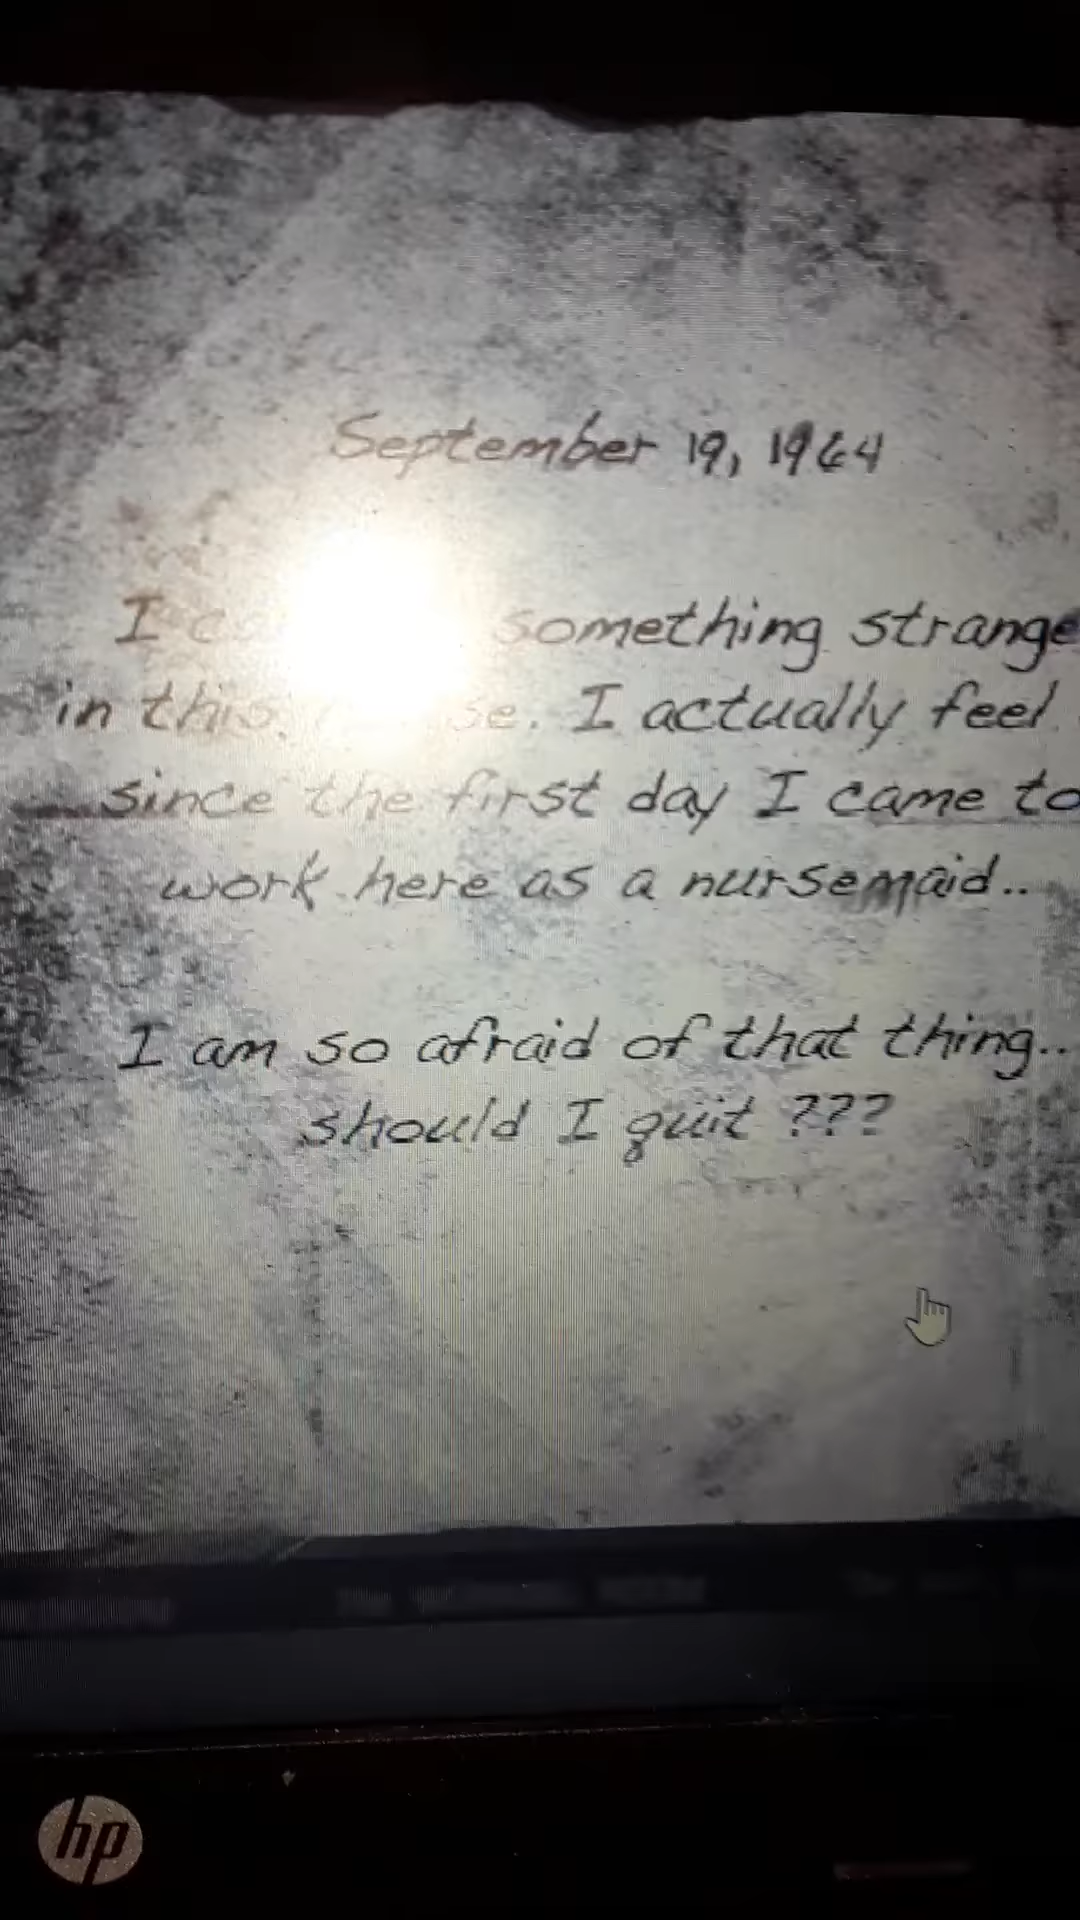 September 19, 1964
I something strange
in this I actually feel
since the first day I came to
work here as a nursemaid..
I am so afraid of that thing..
should I quit ???
hp